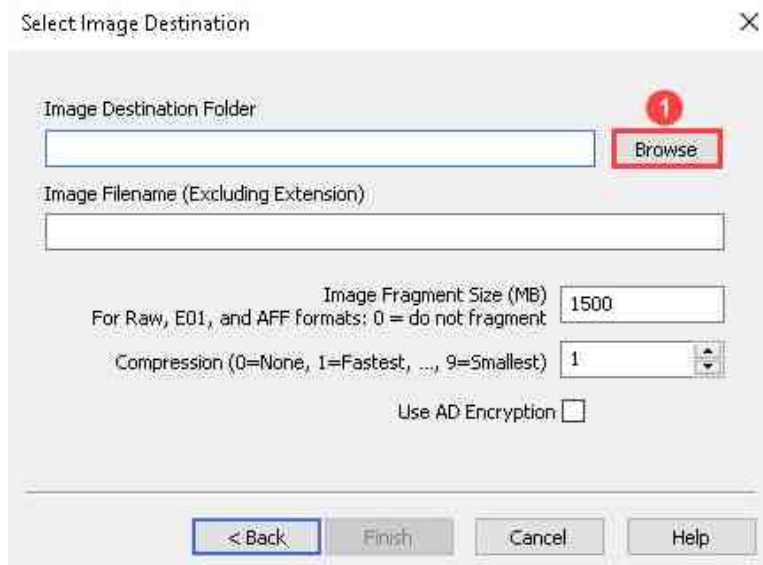 Select Image Destination
Image Destination Folder
1
Browse
Image Filename (Excluding Extension)
Image Fragment Size (MB)
For Raw, E01, and AFF formats: 0 = do not fragment
1500
Compression (0=None, 1=Fastest, ..., 9=Smallest)
1
Use AD Encryption
< Back
Finish
Cancel
Help